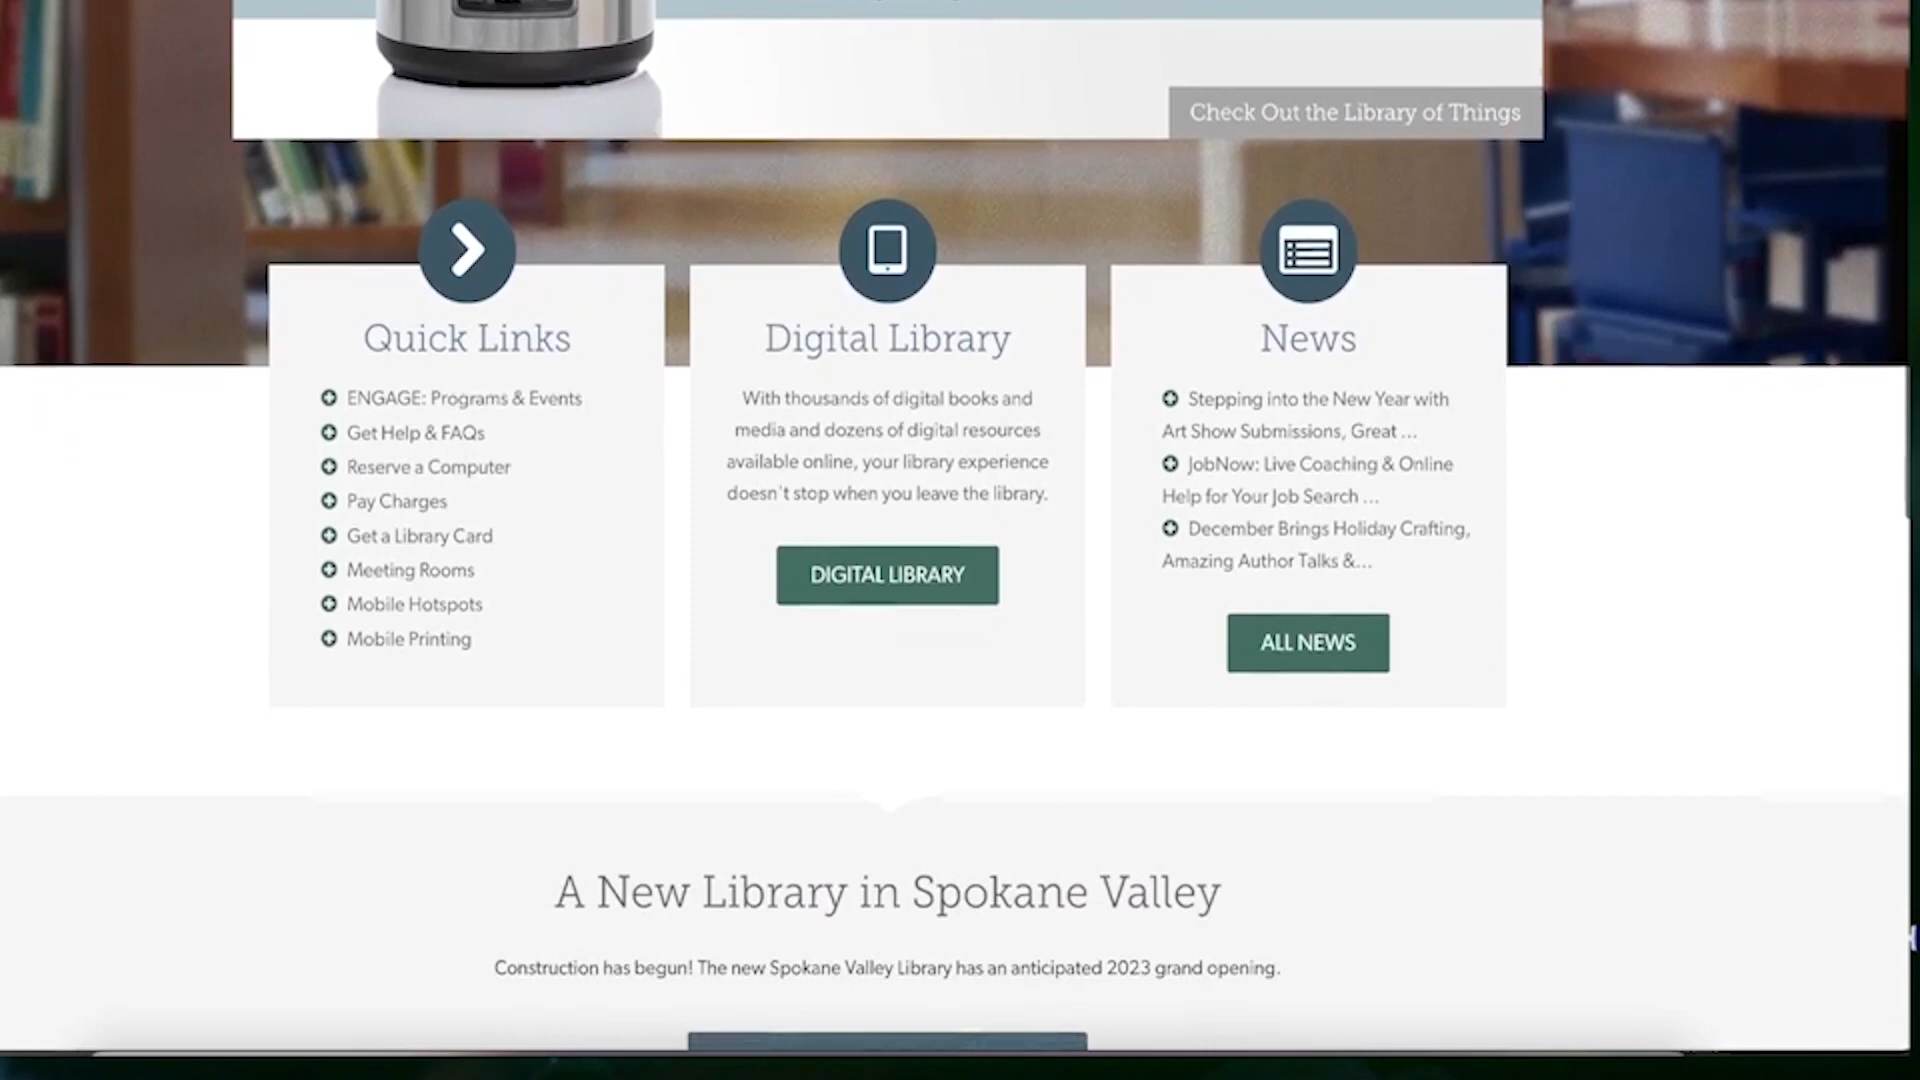 Check Out the Library of Things
Quick Links
ENGAGE: Programs & Events
Get Help & FAQs
Reserve a Computer
Pay Charges
Get a Library Card
Meeting Rooms
Mobile Hotspots
Mobile Printing
Digital Library
With thousands of digital books and
media and dozens of digital resources
available online, your library experience
doesn't stop when you leave the library.
DIGITAL LIBRARY
News
Stepping into the New Year with
Art Show Submissions, Great ...
JobNow: Live Coaching & Online
Help for Your Job Search ...
December Brings Holiday Crafting,
Amazing Author Talks &...
ALL NEWS
A New Library in Spokane Valley
Construction has begun! The new Spokane Valley Library has an anticipated 2023 grand opening.